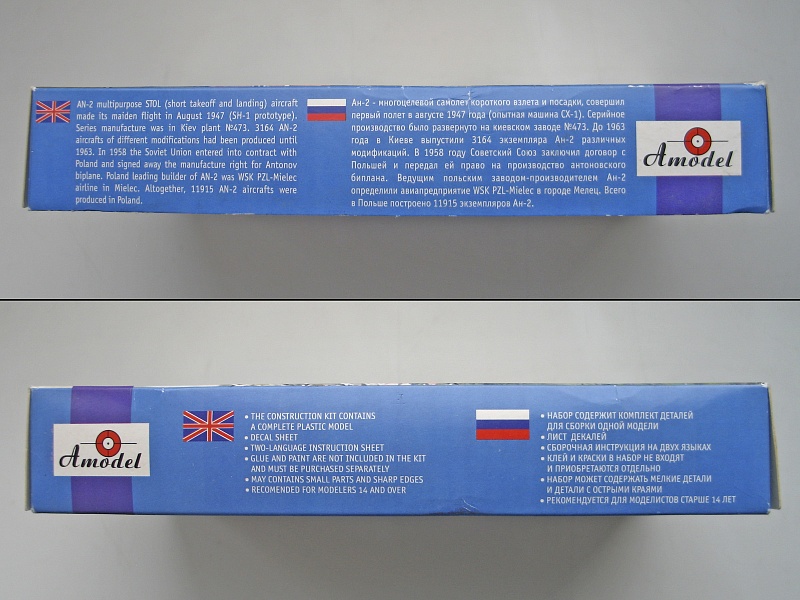 AN-2 multipurpose STOL (short takeoff and landing) aircraft
made its maiden flight in August 1947 (SH-1 prototype).
Series manufacture was in Kiev plant №473. 3164 AN-2
aircrafts of different modifications had been produced until
1963. In 1958 the Soviet Union entered into contract with
Poland and signed away the manufacture right for Antonov
biplane. Poland leading builder of AN-2 was WSK PZL-Mielec
airline in Mielec. Altogether, 11915 AN-2 aircrafts were
produced in Poland.
Ан-2 - многоцелевой самолет короткого взлета и посадки, совершил
первый полет в августе 1947 года (опытная машина СХ-1). Серийное
производство было развернуто на киевском заводе №473. До 1963
года в Киеве выпустили 3164 экземпляра Ан-2 различных
модификаций. В 1958 году Советский Союз заключил договор с
Польшей и передал ей право на производство антоновского
биплана. Ведущим польским заводом-производителем Ан-2
определили авиапредприятие WSK PZL-Mielec в городе Мелец. Всего
в Польше построено 11915 экземпляров Ан-2.
Amodel
Amodel
• THE CONSTRUCTION KIT CONTAINS
A COMPLETE PLASTIC MODEL
• DECAL SHEET
• TWO-LANGUAGE INSTRUCTION SHEET
• GLUE AND PAINT ARE NOT INCLUDED IN THE KIT
AND MUST BE PURCHASED SEPARATELY
• MAY CONTAINS SMALL PARTS AND SHARP EDGES
• RECOMENDED FOR MODELERS 14 AND OVER
• НАБОР СОДЕРЖИТ КОМПЛЕКТ ДЕТАЛЕЙ
ДЛЯ СБОРКИ ОДНОЙ МОДЕЛИ
• ЛИСТ ДЕКАЛЕЙ
• СБОРОЧНАЯ ИНСТРУКЦИЯ НА ДВУХ ЯЗЫКАХ
• КЛЕЙ И КРАСКИ В НАБОР НЕ ВХОДЯТ
И ПРИОБРЕТАЮТСЯ ОТДЕЛЬНО
• НАБОР МОЖЕТ СОДЕРЖАТЬ МЕЛКИЕ ДЕТАЛИ
И ДЕТАЛИ С ОСТРЫМИ КРАЯМИ
• РЕКОМЕНДУЕТСЯ ДЛЯ МОДЕЛИСТОВ СТАРШЕ 14 ЛЕТ